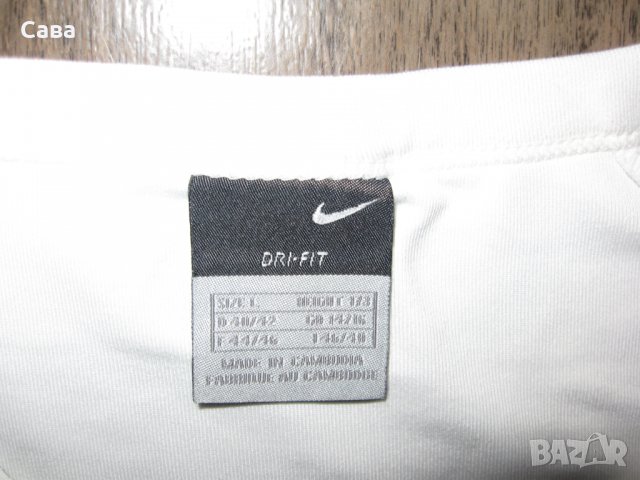 Сава
DRI-FIT
SIZE L HEIGHT 173
D 40/42 GB 14/16
F 44/46 I 46/48
MADE IN CAMBODIA
FABRIQUE AU CAMBODGE
BAZAR